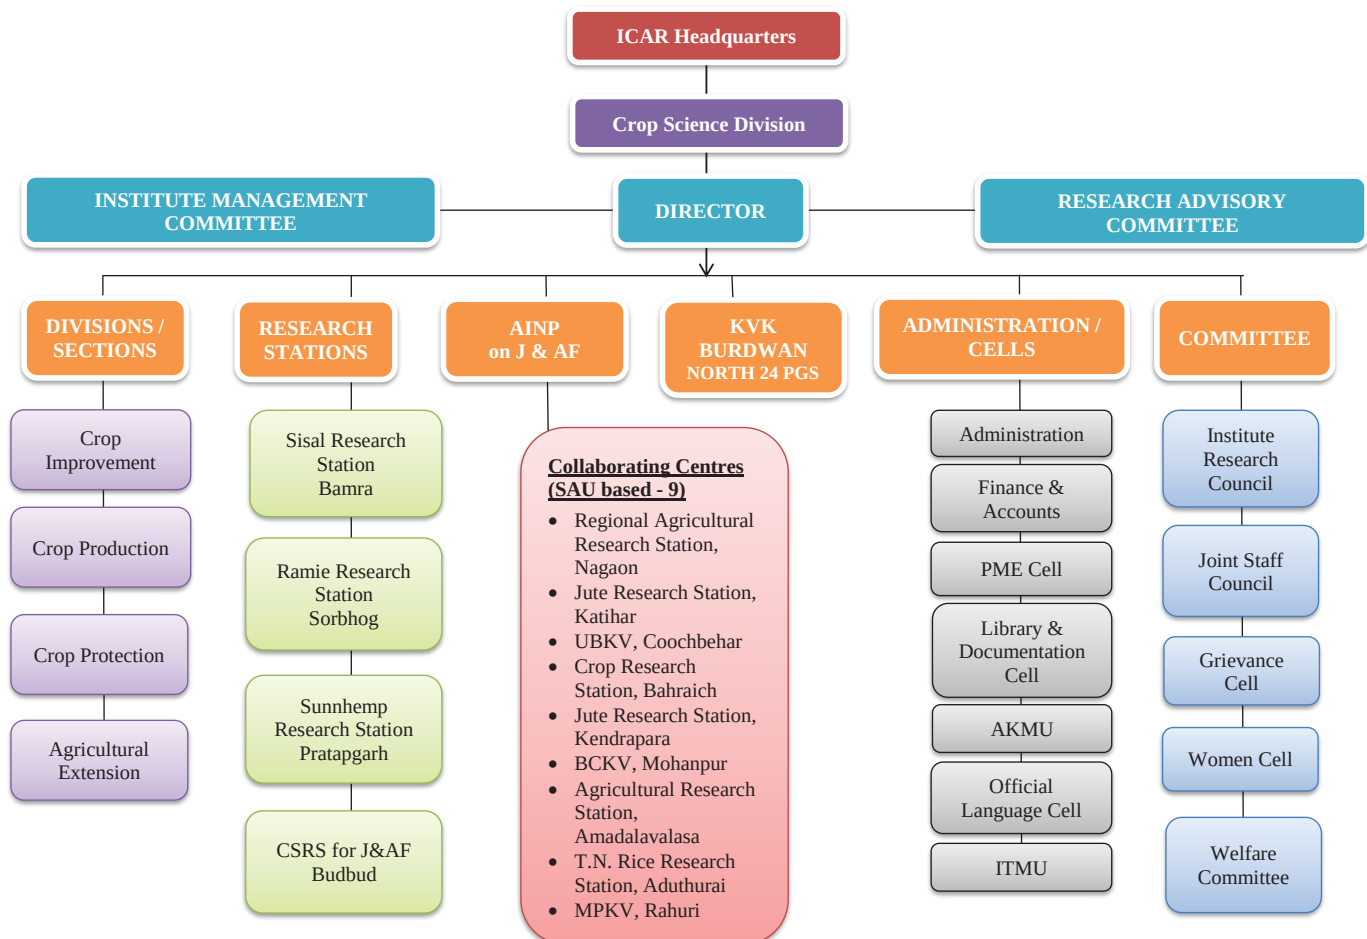 ICAR Headquarters
Crop Science Division
INSTITUTE MANAGEMENT
COMMITTEE
DIRECTOR
RESEARCH ADVISORY
COMMITTEE
DIVISIONS /
SECTIONS
Crop
Improvement
Crop Production
Crop Protection
Agricultural
Extension
RESEARCH
STATIONS
Sisal Research
Station
Bamra
Ramie Research
Station
Sorbhog
Sunnhemp
Research Station
Pratapgarh
CSRS for J&AF
Budbud
AINP
on J & AF
Collaborating Centres
(SAU based - 9)
• Regional Agricultural
Research Station,
Nagaon
• Jute Research Station,
Katihar
• UBKV, Coochbehar
• Crop Research
Station, Bahraich
• Jute Research Station,
Kendrapara
• BCKV, Mohanpur
• Agricultural Research
Station,
Amadalavalasa
• T.N. Rice Research
Station, Aduthurai
• MPKV, Rahuri
KVK
BURDWAN
NORTH 24 PGS
ADMINISTRATION /
CELLS
Administration
Finance &
Accounts
PME Cell
Library &
Documentation
Cell
AKMU
Official
Language Cell
ITMU
COMMITTEE
Institute
Research
Council
Joint Staff
Council
Grievance
Cell
Women Cell
Welfare
Committee